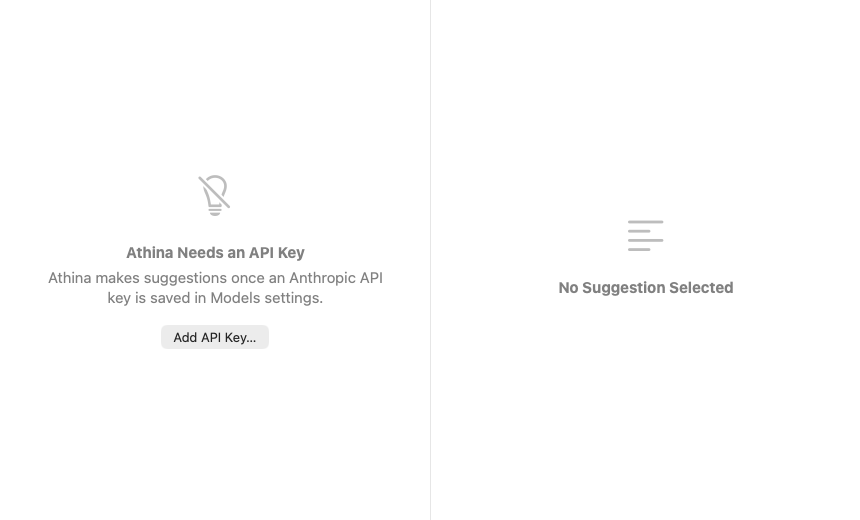 Athina Needs an API Key
Athina makes suggestions once an Anthropic API
key is saved in Models settings.
Add API Key...
No Suggestion Selected